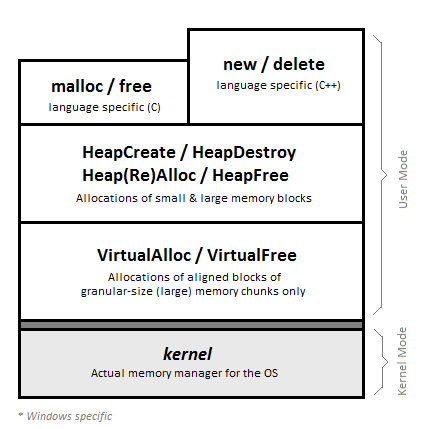 malloc / free
language specific (C)
new / delete
language specific (C++)
HeapCreate / HeapDestroy
Heap(Re)Alloc / HeapFree
Allocations of small & large memory blocks
VirtualAlloc / VirtualFree
Allocations of aligned blocks of
granular-size (large) memory chunks only
User Mode
kernel
Actual memory manager for the OS
Kernel Mode
* Windows specific